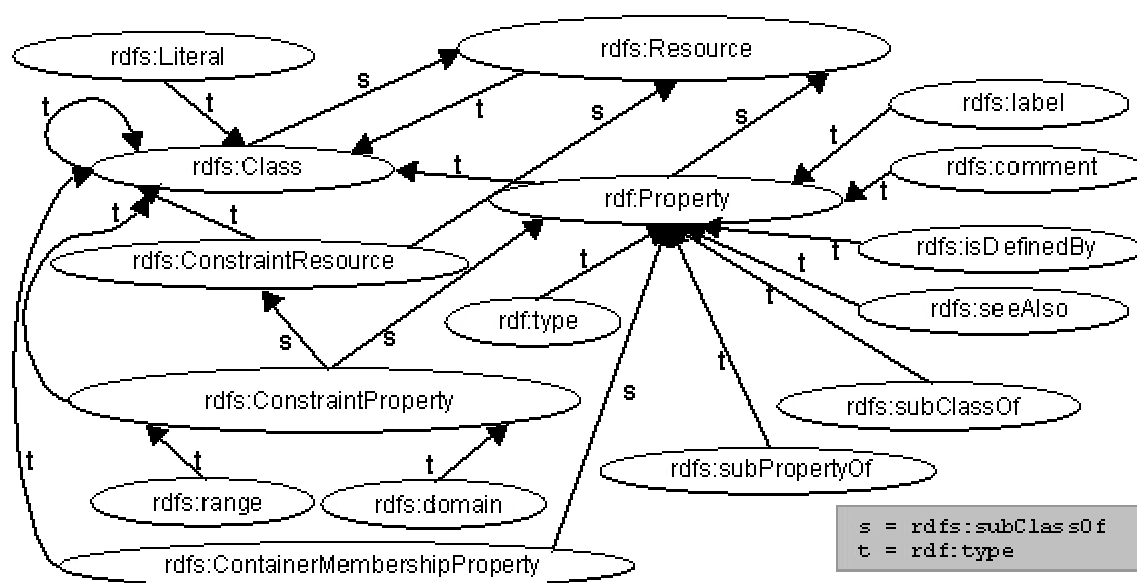 rdfs:Literal
rdfs:Resource
s
t
t
t
s
s
rdfs:label
t
rdfs:Class
t
rdfs:comment
t
rdf:Property
t
t
rdfs:ConstraintResource
t
rdfs:isDefinedBy
t
t
rdfs:seeAlso
t
rdf:type
s
s
rdfs:ConstraintProperty
t
s
rdfs:subClassOf
t
t
rdfs:subPropertyOf
t
rdfs:range
rdfs:domain
rdfs:ContainerMembershipProperty
s = rdfs:subClassOf
t = rdf:type